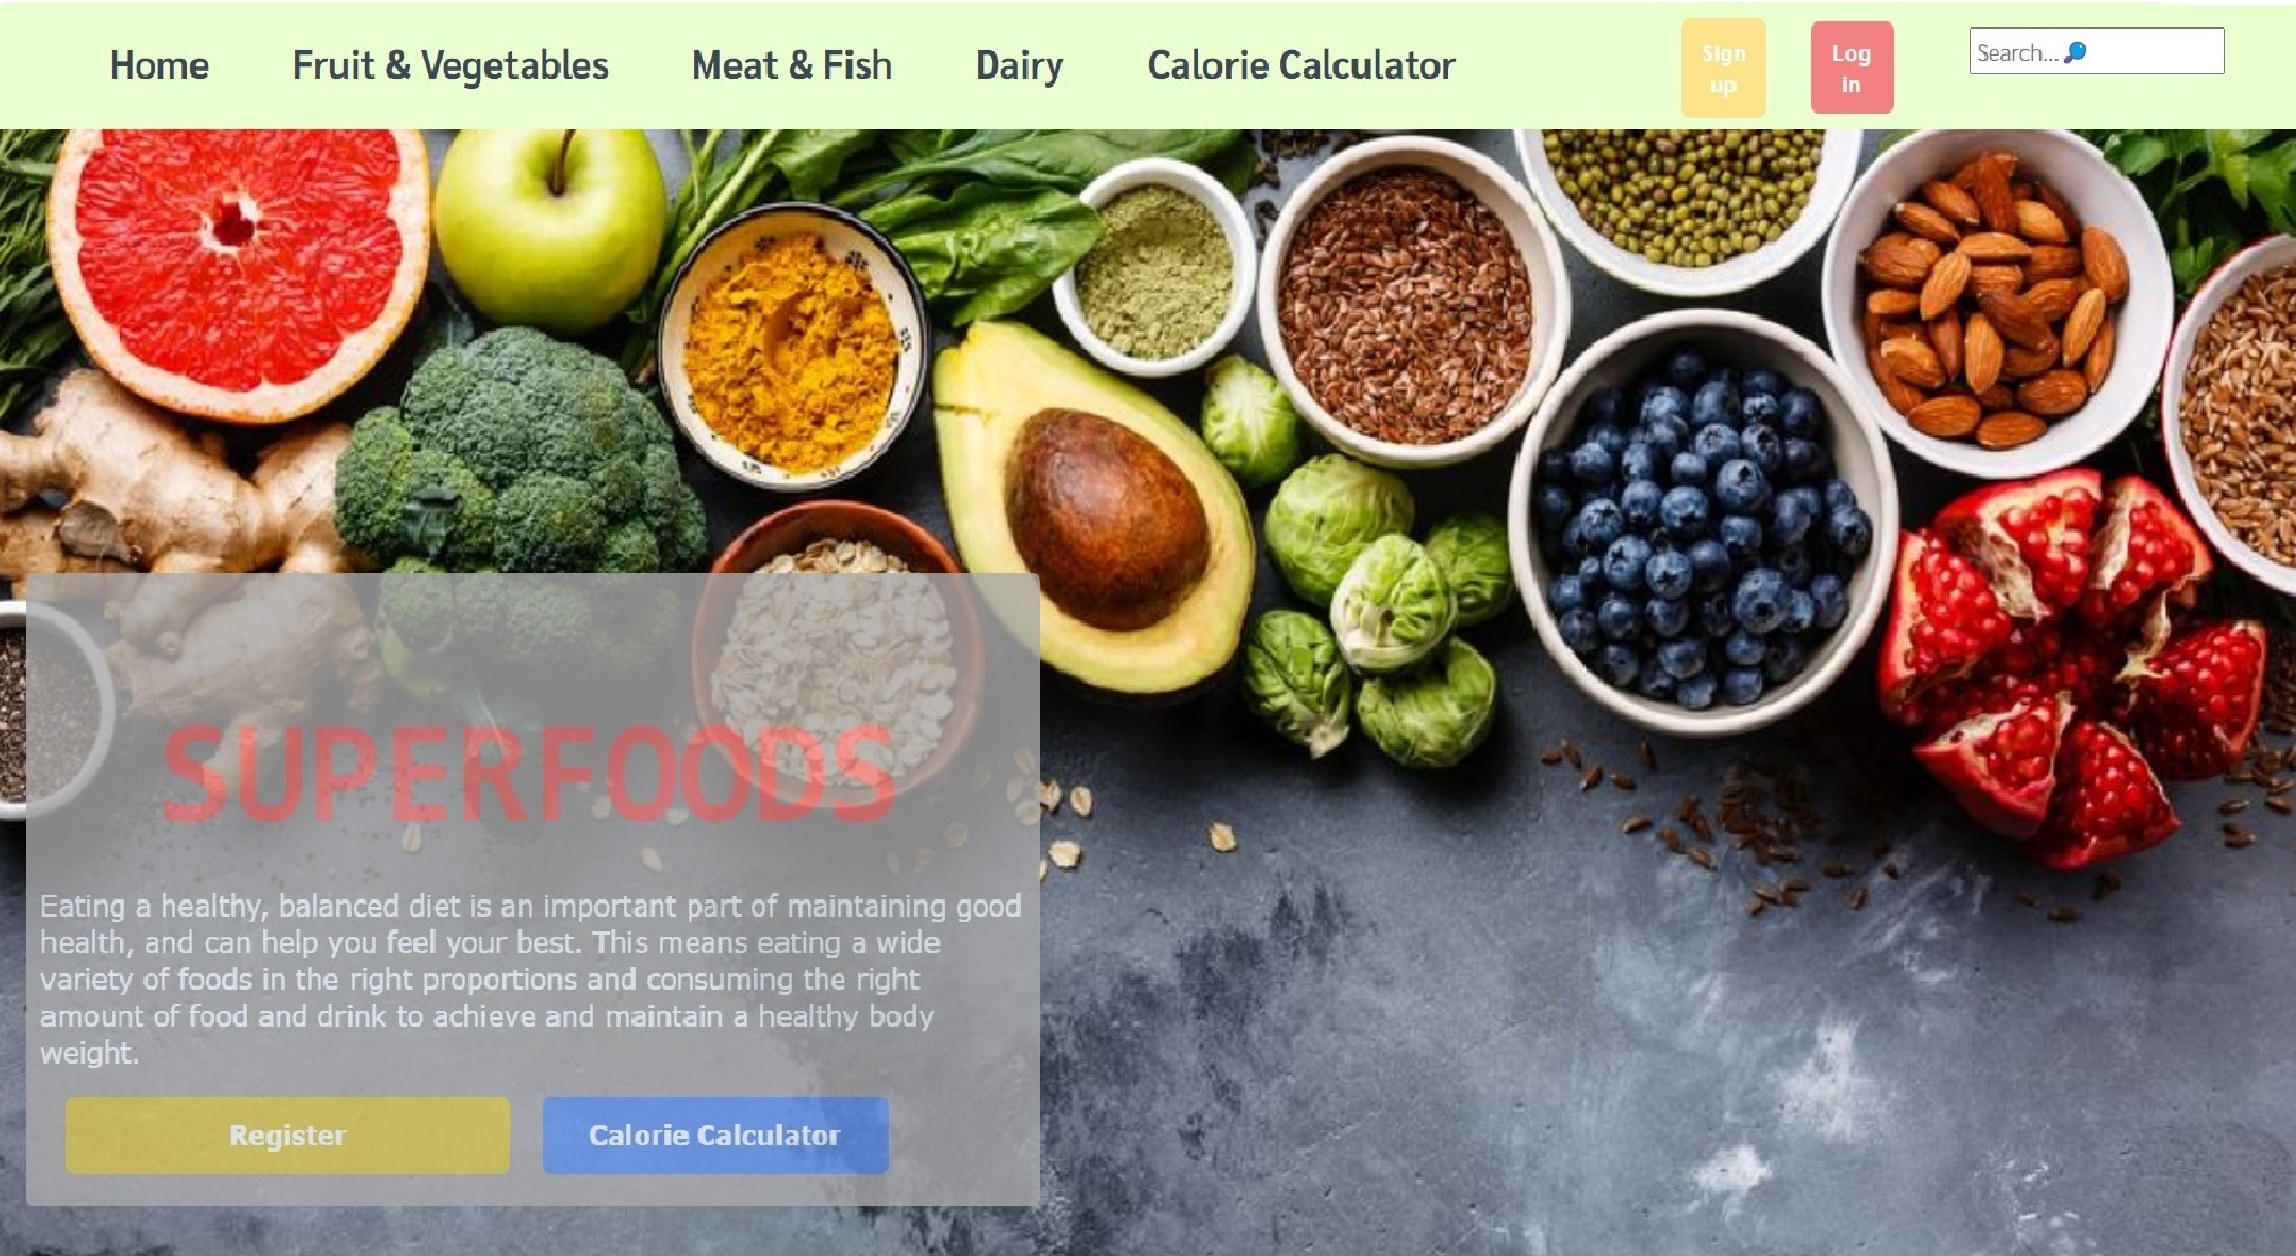 Home Fruit & Vegetables Meat & Fish Dairy Calorie Calculator
Sign
up
Log
in
Search...
SUPERFOODS
Eating a healthy, balanced diet is an important part of maintaining good
health, and can help you feel your best. This means eating a wide
variety of foods in the right proportions and consuming the right
amount of food and drink to achieve and maintain a healthy body
weight.
Register
Calorie Calculator